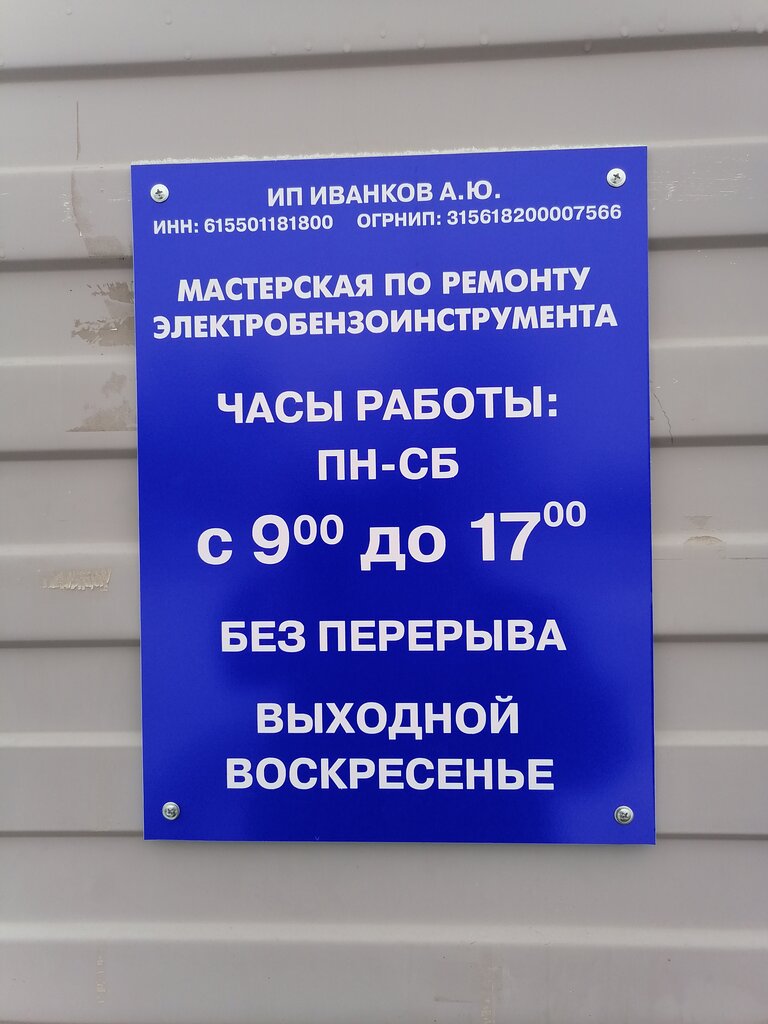 ИП ИВАНКОВ А.Ю.
ИНН: 615501181800 ОГРНИП: 315618200007566
МАСТЕРСКАЯ ПО РЕМОНТУ
ЭЛЕКТРОБЕНЗОИНСТРУМЕНТА
ЧАСЫ РАБОТЫ:
ПН-СБ
с 9⁰⁰ до 17⁰⁰
БЕЗ ПЕРЕРЫВА
ВЫХОДНОЙ
ВОСКРЕСЕНЬЕ